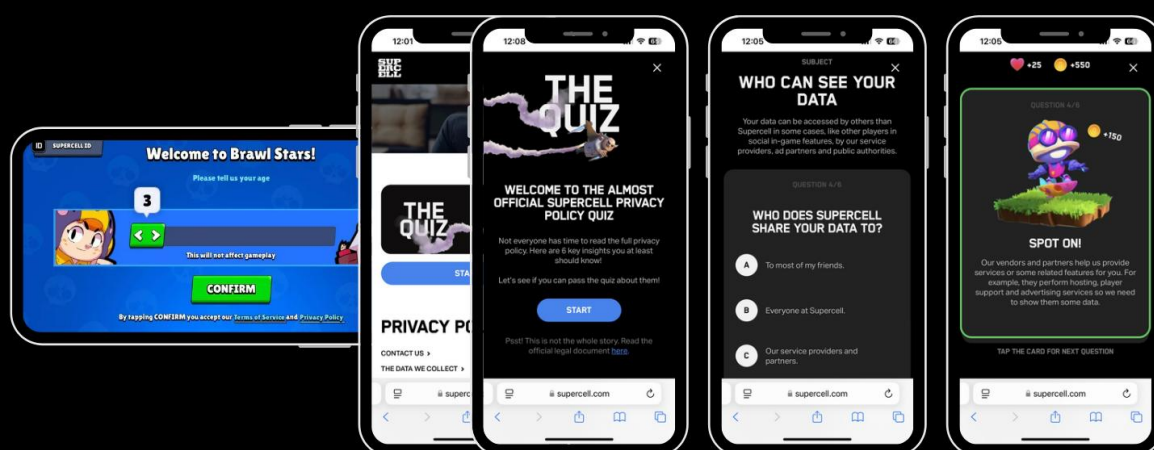 ID SUPERCELL ID
Welcome to Brawl Stars!
Please tell us your age
3
< >
This will not affect gameplay
CONFIRM
By tapping CONFIRM you accept our Terms of Service and Privacy Policy
12:01
SUP
ERC
ELL
THE
QUIZ
STA
PRIVACY PO
CONTACT US >
THE DATA WE COLLECT >
superc
12:08
THE
QUIZ
WELCOME TO THE ALMOST
OFFICIAL SUPERCELL PRIVACY
POLICY QUIZ
Not everyone has time to read the full privacy
policy. Here are 6 key insights you at least
should know!
Let's see if you can pass the quiz about them!
START
Psst! This is not the whole story. Read the
official legal document here.
supercell.com
12:05
SUBJECT
WHO CAN SEE YOUR
DATA
Your data can be accessed by others than
Supercell in some cases, like other players in
social in-game features, by our service
providers, ad partners and public authorities.
QUESTION 4/6
WHO DOES SUPERCELL
SHARE YOUR DATA TO?
A To most of my friends.
B Everyone at Supercell.
C Our service providers and
partners.
supercell.com
12:05
+25 +550
QUESTION 4/6
+150
SPOT ON!
Our vendors and partners help us provide
services or some related features for you. For
example, they perform hosting, player
support and advertising services so we need
to show them some data.
TAP THE CARD FOR NEXT QUESTION
supercell.com